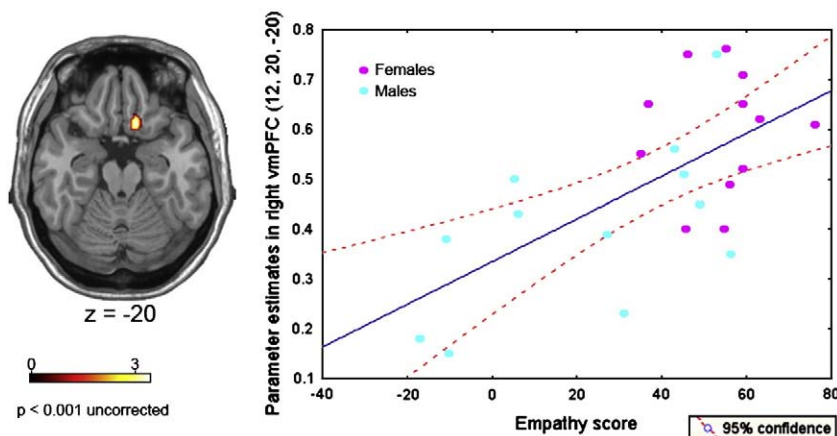 z = -20
0 3
p < 0.001 uncorrected
Parameter estimates in right vmPFC (12, 20, -20)
0.8
0.7
0.6
0.5
0.4
0.3
0.2
0.1
Females
Males
-40 -20 0 20 40 60 80
Empathy score
95% confidence